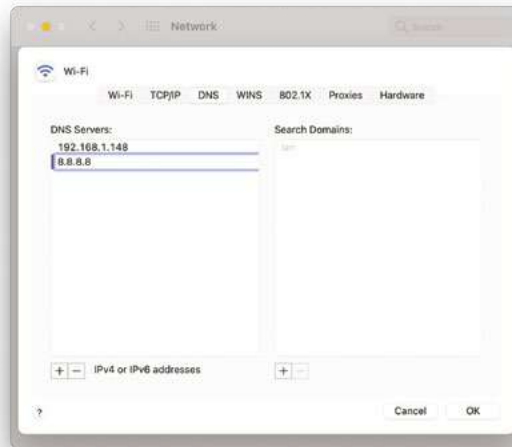 Network
Search
Wi-Fi
Wi-Fi TCP/IP DNS WINS 802.1X Proxies Hardware
DNS Servers:
192.168.1.148
8.8.8.8
Search Domains:
lan
IPv4 or IPv6 addresses
?
Cancel
OK